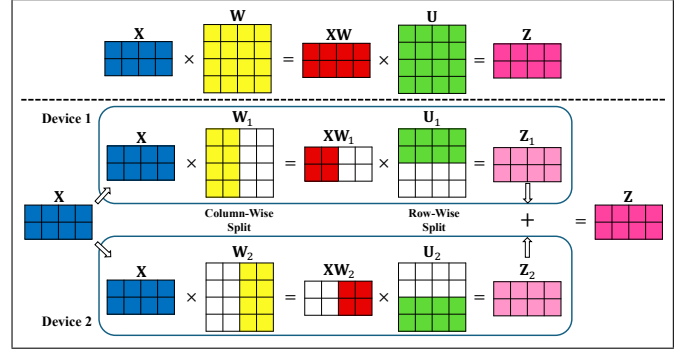 X W XW U Z
× = × =
Device 1
X W₁ XW₁ U₁ Z₁
× = × =
X
Column-Wise Split
Row-Wise Split
+ = Z
X W₂ XW₂ U₂ Z₂
× = × =
Device 2